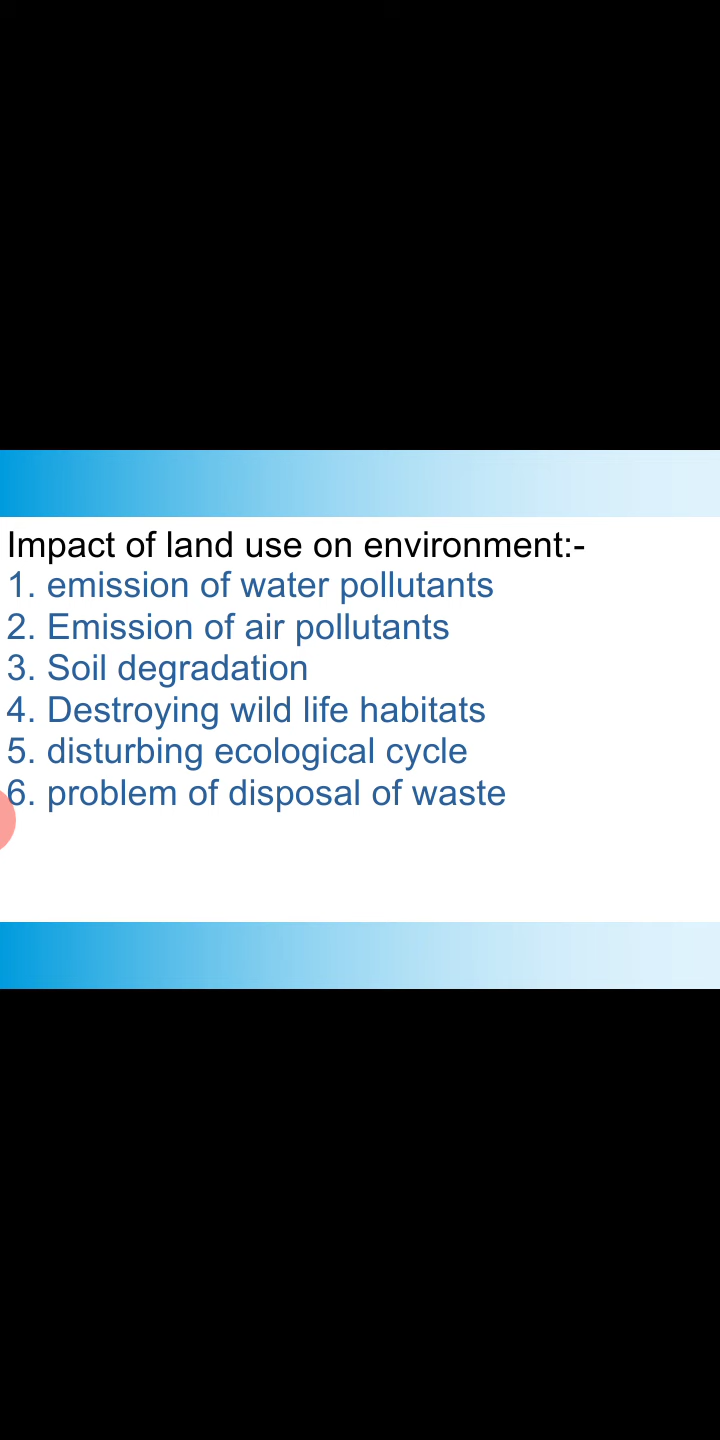 Impact of land use on environment:-
1. emission of water pollutants
2. Emission of air pollutants
3. Soil degradation
4. Destroying wild life habitats
5. disturbing ecological cycle
6. problem of disposal of waste